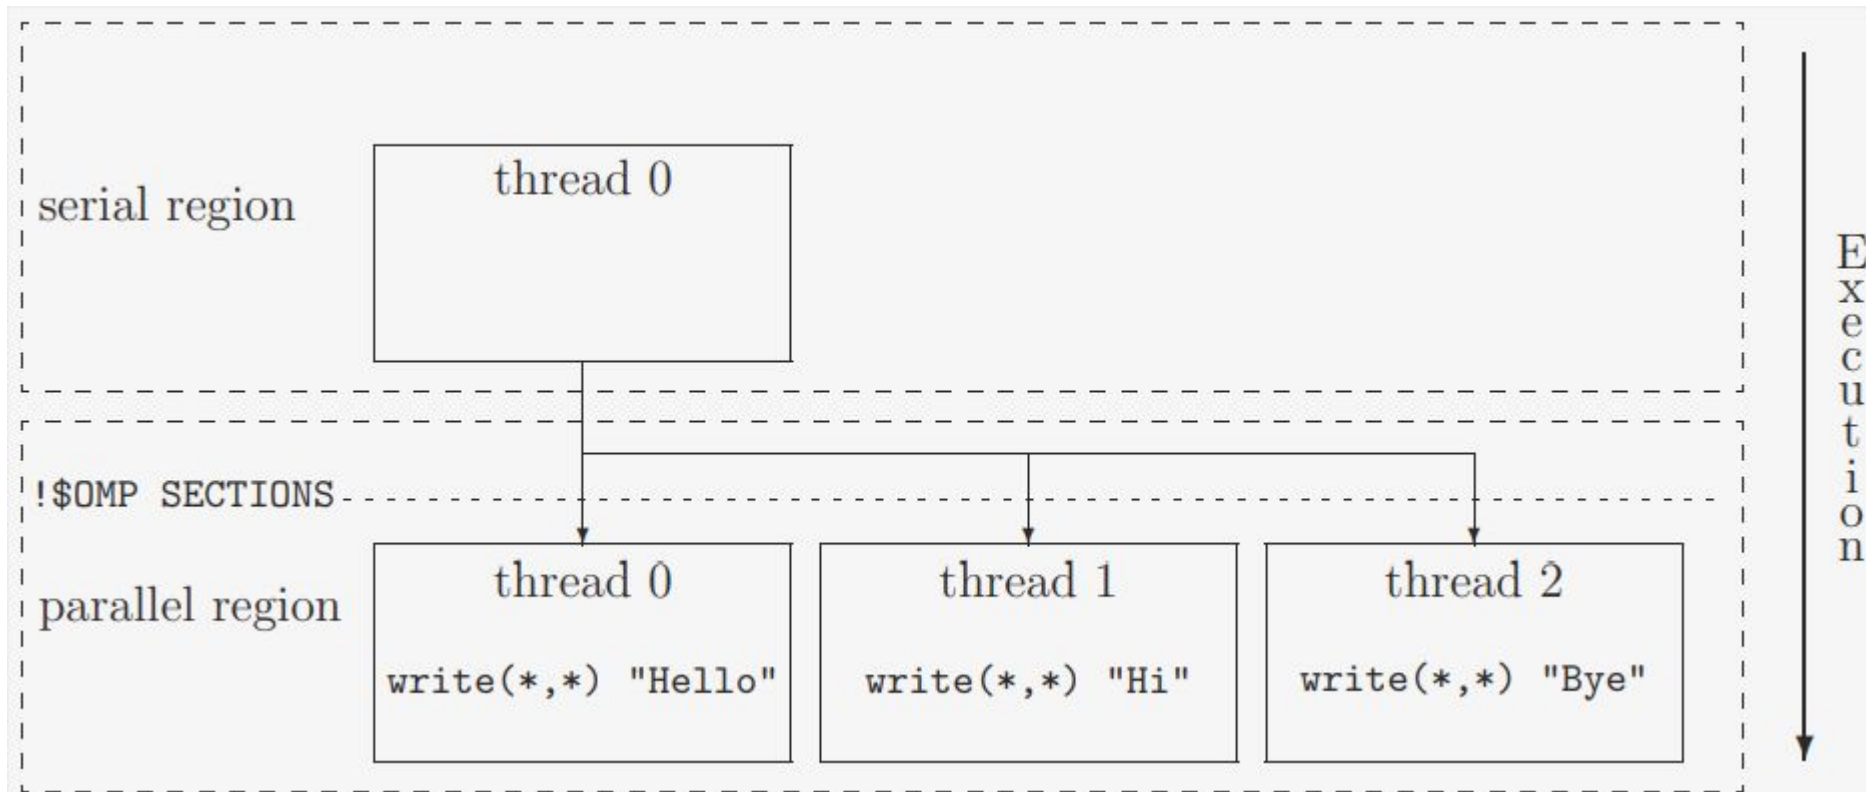 thread 0
serial region
!$OMP SECTIONS
thread 0
thread 1
thread 2
parallel region
write(*,*) "Hello"
write(*,*) "Hi"
write(*,*) "Bye"
Execution